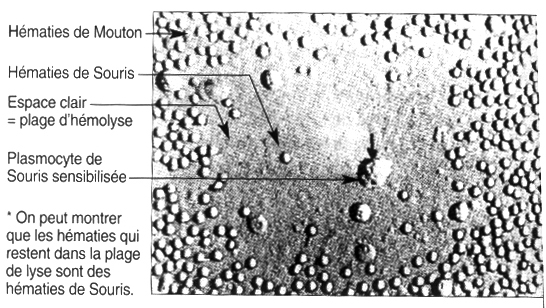 Hématies de Mouton
Hématies de Souris
Espace clair
= plage d'hémolyse
Plasmocyte de
Souris sensibilisée
* On peut montrer
que les hématies qui
restent dans la plage
de lyse sont des
hématies de Souris.